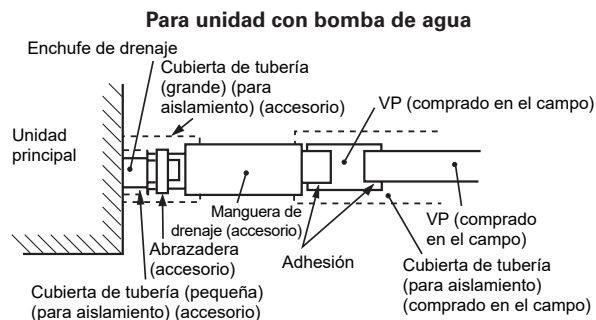 Para unidad con bomba de agua
Enchufe de drenaje
Cubierta de tubería
(grande) (para
aislamiento) (accesorio)
VP (comprado en el campo)
Unidad
principal
Manguera de
drenaje (accesorio)
Abrazadera
(accesorio)
Adhesión
VP (comprado
en el campo)
Cubierta de tubería
(para aislamiento)
(comprado en el campo)
Cubierta de tubería (pequeña)
(para aislamiento) (accesorio)